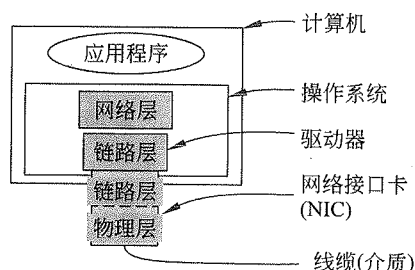 计算机
应用程序
操作系统
网络层
驱动器
链路层
链路层
网络接口卡
(NIC)
物理层
线缆(介质)